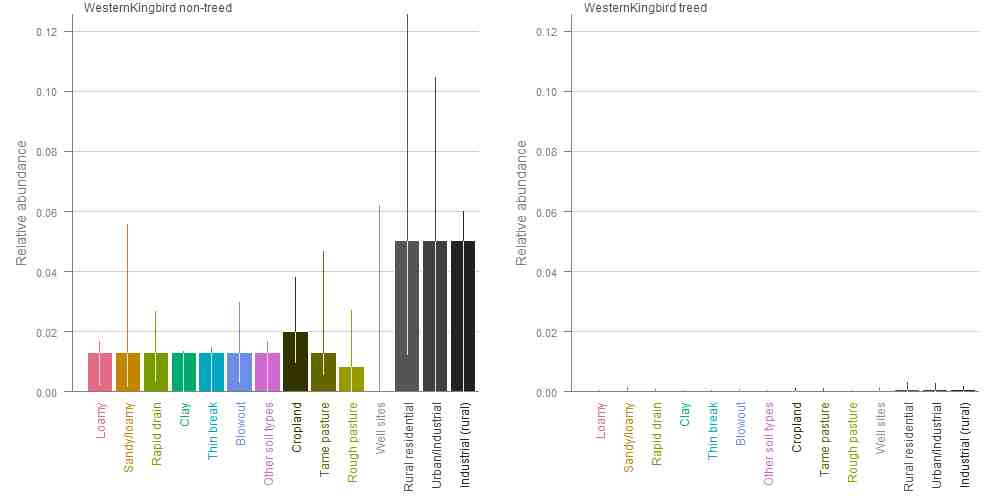 WesternKingbird non-treed
0.12
0.10
0.08
0.06
0.04
0.02
0.00
Relative abundance
Loamy
Sandy/loamy
Rapid drain
Clay
Thin break
Blowout
Other soil types
Cropland
Tame pasture
Rough pasture
Well sites
Rural residential
Urban/Industrial
Industrial (rural)
WesternKingbird treed
0.12
0.10
0.08
0.06
0.04
0.02
0.00
Relative abundance
Loamy
Sandy/loamy
Rapid drain
Clay
Thin break
Blowout
Other soil types
Cropland
Tame pasture
Rough pasture
Well sites
Rural residential
Urban/Industrial
Industrial (rural)